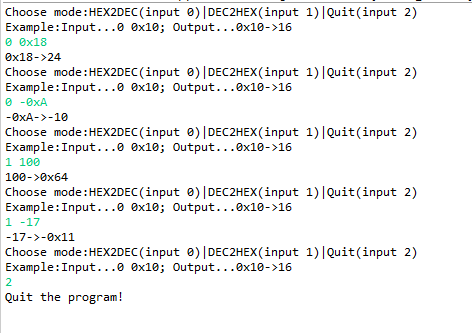 Choose mode:HEX2DEC(input 0)|DEC2HEX(input 1)|Quit(input 2)
Example:Input...0 0x10; Output...0x10->16
0 0x18
0x18->24
Choose mode:HEX2DEC(input 0)|DEC2HEX(input 1)|Quit(input 2)
Example:Input...0 0x10; Output...0x10->16
0 -0xA
-0xA->-10
Choose mode:HEX2DEC(input 0)|DEC2HEX(input 1)|Quit(input 2)
Example:Input...0 0x10; Output...0x10->16
1 100
100->0x64
Choose mode:HEX2DEC(input 0)|DEC2HEX(input 1)|Quit(input 2)
Example:Input...0 0x10; Output...0x10->16
1 -17
-17->-0x11
Choose mode:HEX2DEC(input 0)|DEC2HEX(input 1)|Quit(input 2)
Example:Input...0 0x10; Output...0x10->16
2
Quit the program!